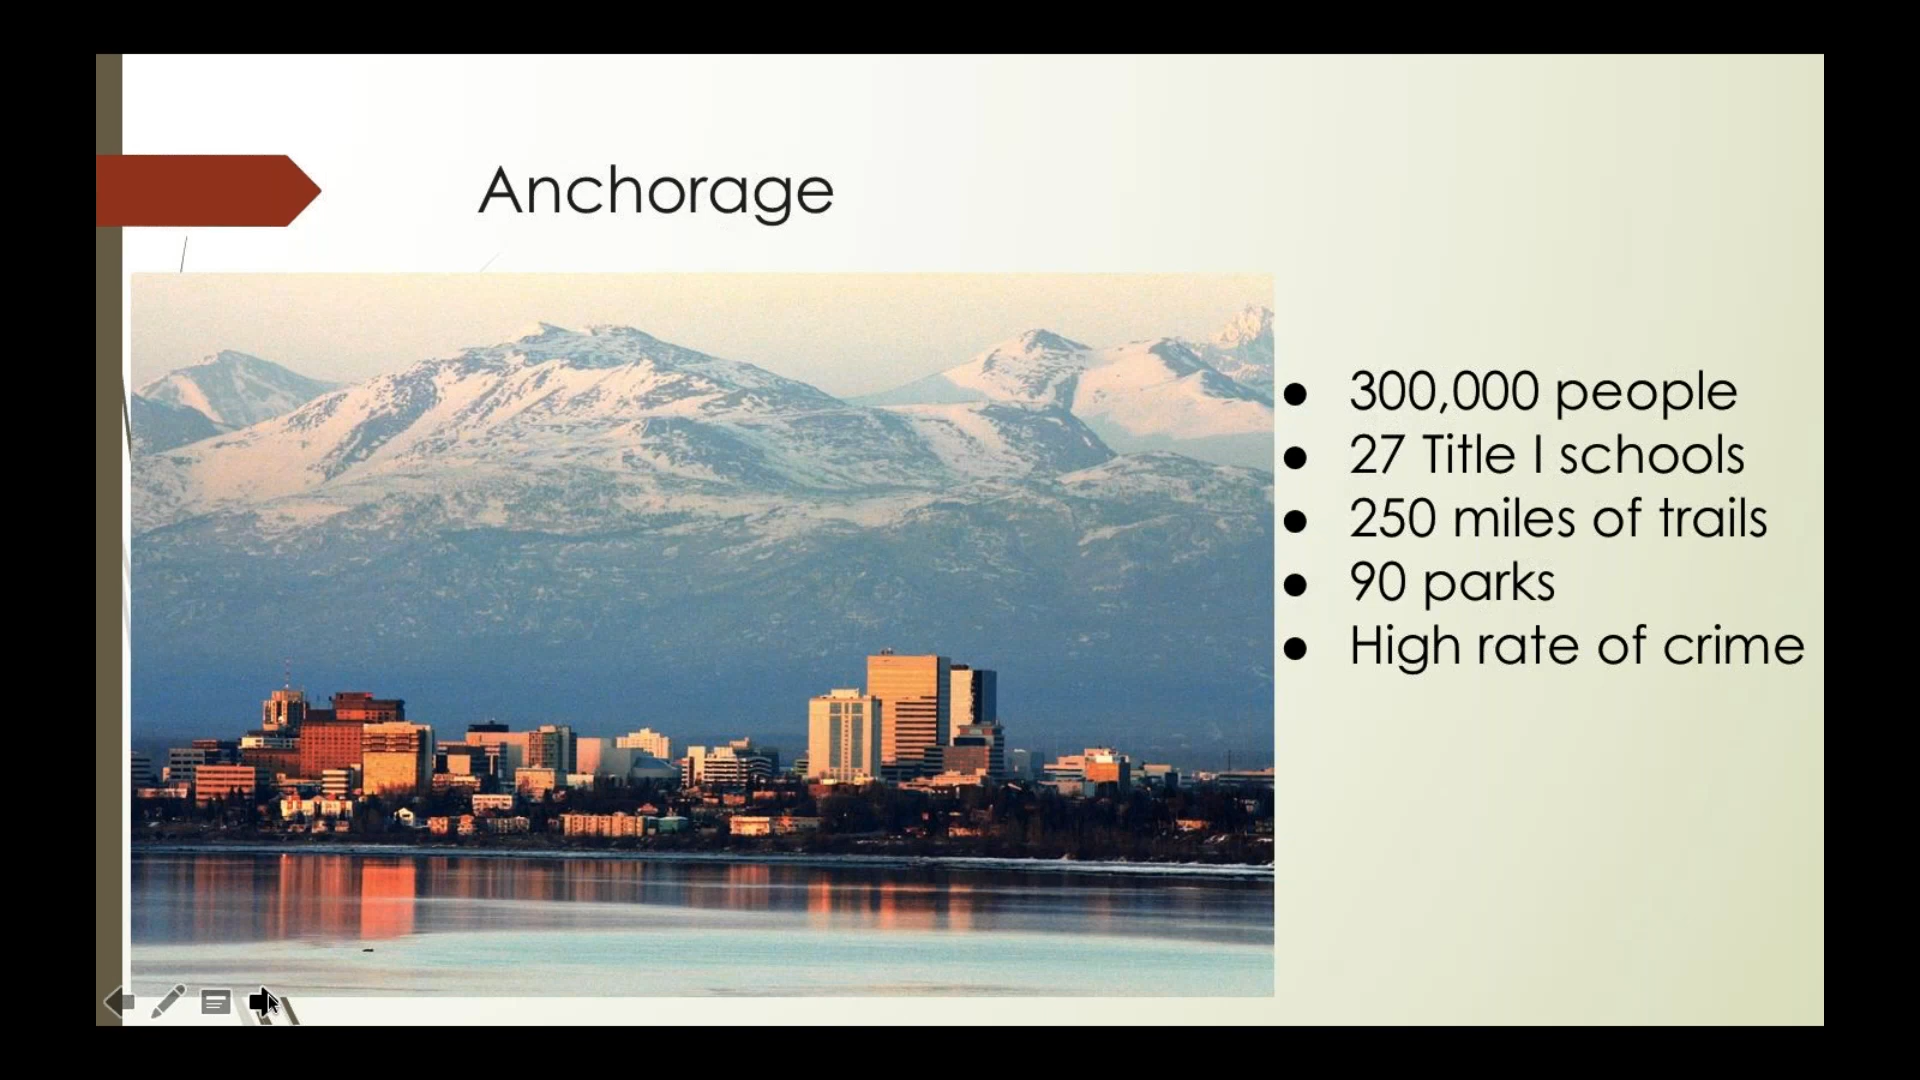 Anchorage
● 300,000 people
● 27 Title I schools
● 250 miles of trails
● 90 parks
● High rate of crime